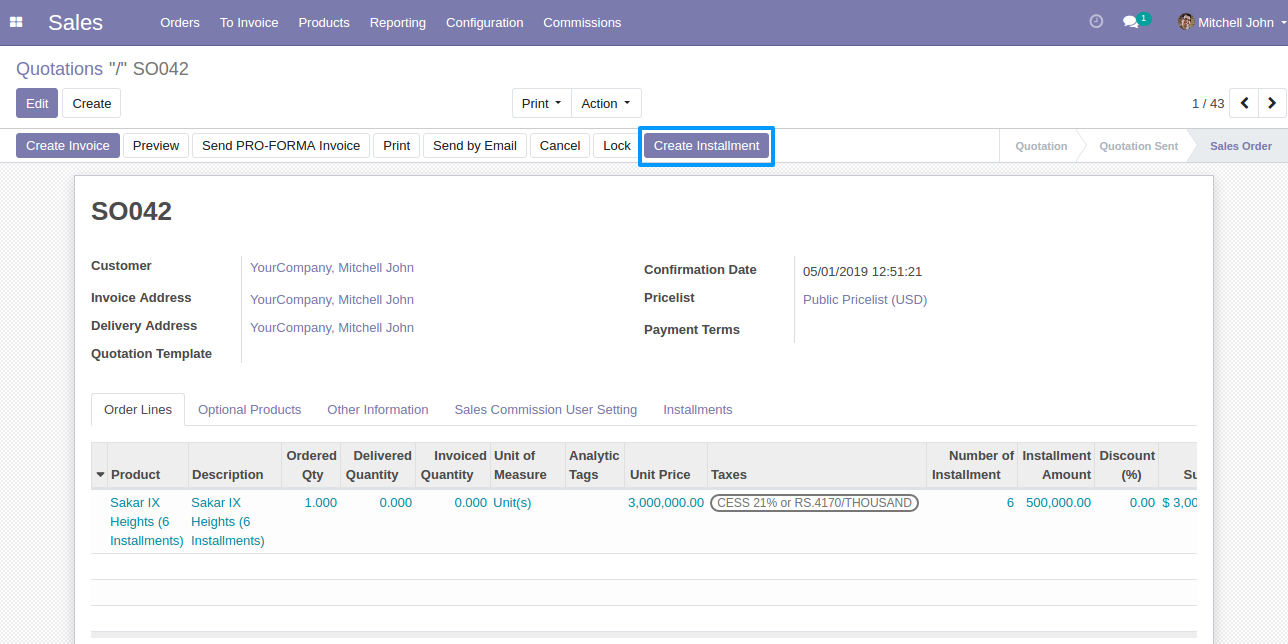 Sales Orders To Invoice Products Reporting Configuration Commissions 1 Mitchell John
Quotations "/" SO042
Edit Create Print Action 1 / 43
Create Invoice Preview Send PRO-FORMA Invoice Print Send by Email Cancel Lock Create Installment Quotation Quotation Sent Sales Order
SO042
Customer YourCompany, Mitchell John Confirmation Date 05/01/2019 12:51:21
Invoice Address YourCompany, Mitchell John Pricelist Public Pricelist (USD)
Delivery Address YourCompany, Mitchell John Payment Terms
Quotation Template
Order Lines Optional Products Other Information Sales Commission User Setting Installments
Ordered Delivered Invoiced Unit of Analytic Number of Installment Discount
Product Description Qty Quantity Quantity Measure Tags Unit Price Taxes Installment Amount (%) Su
Sakar IX Sakar IX 1.000 0.000 0.000 Unit(s) 3,000,000.00 CESS 21% or RS.4170/THOUSAND 6 500,000.00 0.00 $ 3,00
Heights (6 Heights (6
Installments) Installments)